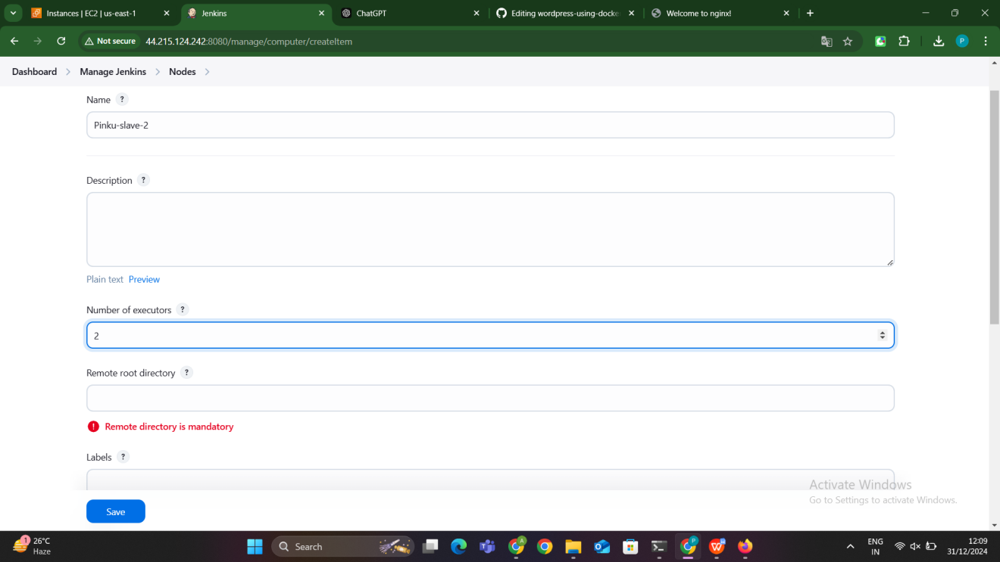 Instances | EC2 | us-east-1
Jenkins
ChatGPT
Editing wordpress-using-docke
Welcome to nginx!
Not secure
44.215.124.242:8080/manage/computer/createItem
P
Dashboard > Manage Jenkins > Nodes >
Name ?
Pinku-slave-2
Description ?
Plain text Preview
Number of executors ?
2
Remote root directory ?
Remote directory is mandatory
Labels ?
Activate Windows
Go to Settings to activate Windows.
Save
1
26°C
Haze
Search
A
P
ENG
IN
12:09
31/12/2024